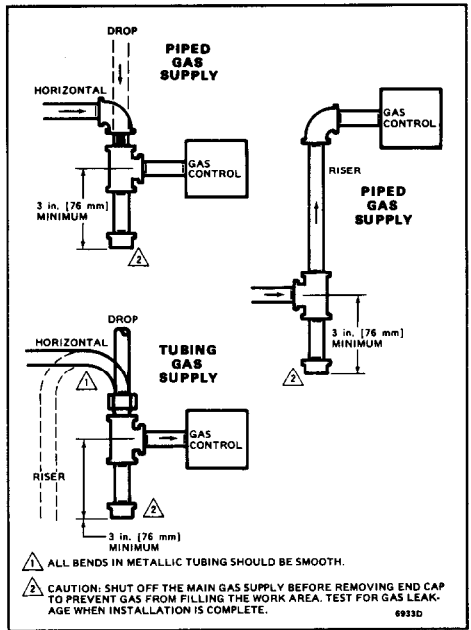 DROP
PIPED
GAS
SUPPLY
HORIZONTAL
GAS
CONTROL
3 in. [76 mm]
MINIMUM
2
GAS
CONTROL
RISER
PIPED
GAS
SUPPLY
3 in. [76 mm]
MINIMUM
2
DROP
HORIZONTAL
TUBING
GAS
SUPPLY
1
GAS
CONTROL
RISER
2
3 in. [76 mm]
MINIMUM
1 ALL BENDS IN METALLIC TUBING SHOULD BE SMOOTH.
2 CAUTION: SHUT OFF THE MAIN GAS SUPPLY BEFORE REMOVING END CAP
TO PREVENT GAS FROM FILLING THE WORK AREA. TEST FOR GAS LEAK-
AGE WHEN INSTALLATION IS COMPLETE.
6933D